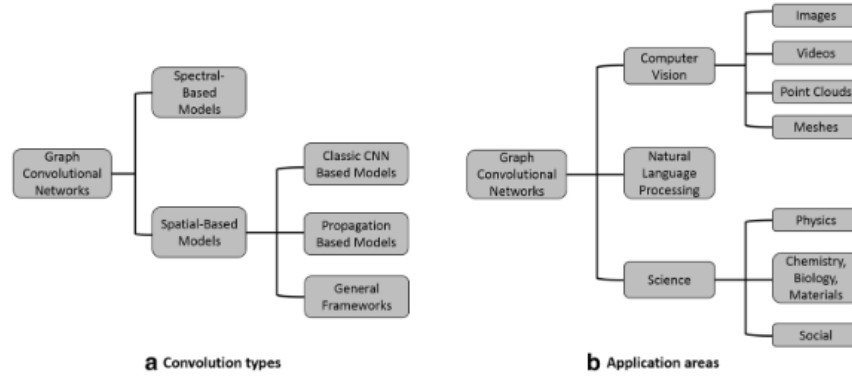 Spectral-
Based
Models
Graph
Convolutional
Networks
Classic CNN
Based Models
Spatial-Based
Models
Propagation
Based Models
General
Frameworks
a Convolution types
Images
Computer
Vision
Videos
Point Clouds
Meshes
Graph
Convolutional
Networks
Natural
Language
Processing
Physics
Science
Chemistry,
Biology,
Materials
Social
b Application areas